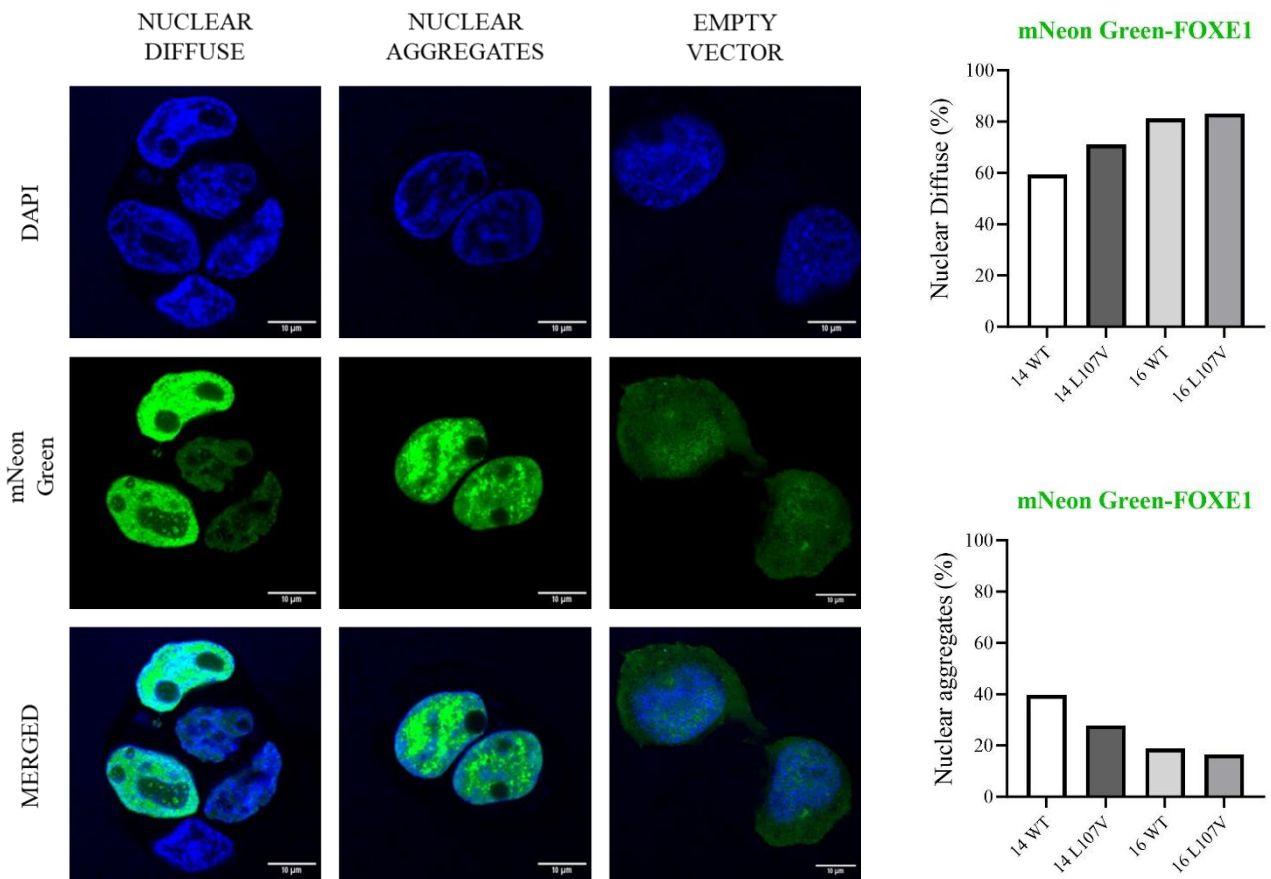 NUCLEAR
DIFFUSE
NUCLEAR
AGGREGATES
EMPTY
VECTOR
DAPI
10 µm
10 µm
10 µm
mNeon
Green
10 µm
10 µm
10 µm
MERGED
10 µm
10 µm
10 µm
mNeon Green-FOXE1
Nuclear Diffuse (%)
100
80
60
40
20
0
14 WT
14 L107V
16 WT
16 L107V
mNeon Green-FOXE1
Nuclear aggregates (%)
100
80
60
40
20
0
14 WT
14 L107V
16 WT
16 L107V